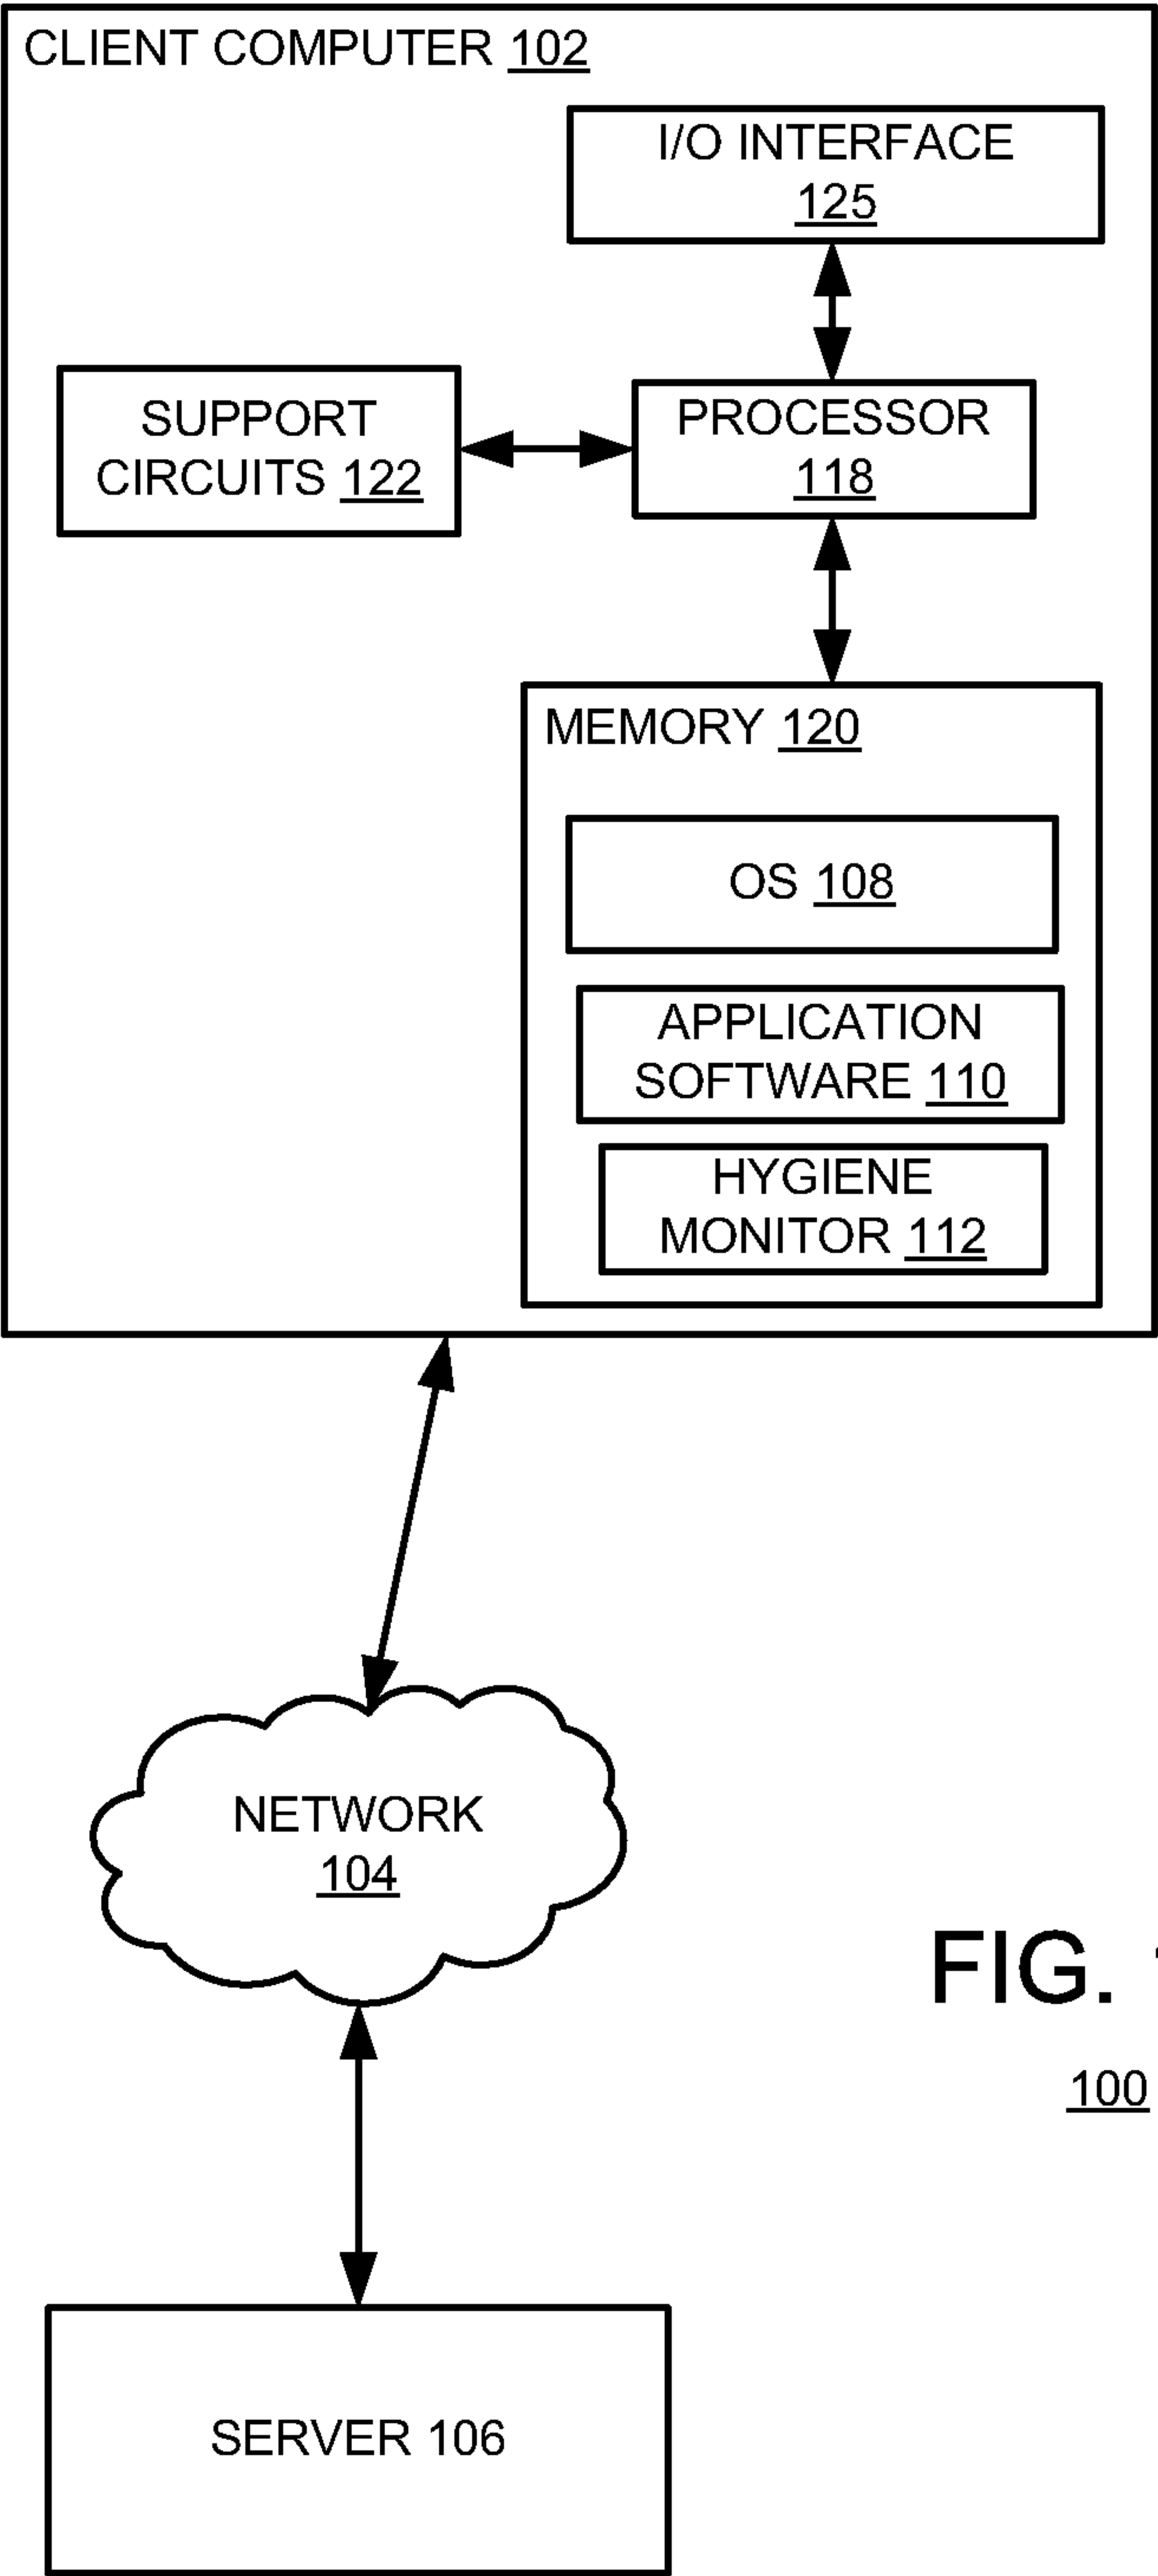 CLIENT COMPUTER 102
I/O INTERFACE
125
SUPPORT
CIRCUITS 122
PROCESSOR
118
MEMORY 120
OS 108
APPLICATION
SOFTWARE 110
HYGIENE
MONITOR 112
NETWORK
104
FIG.
100
SERVER 106